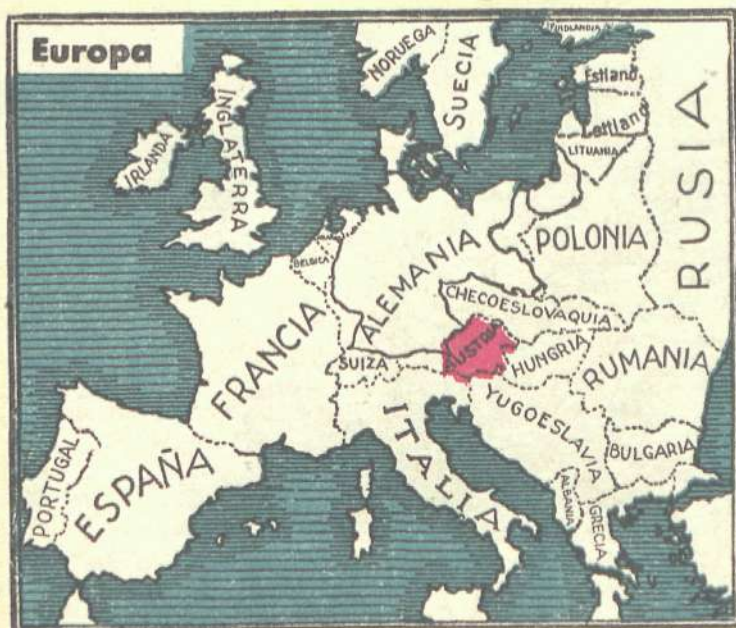 Europa
FINLANDIA
NORUEGA
SUECIA
Estland
Lettland
LITUANIA
RUSIA
IRLANDA
INGLATERRA
POLONIA
BELGICA
ALEMANIA
CHECOESLOVAQUIA
AUSTRIA
FRANCIA
SUIZA
HUNGRIA
RUMANIA
YUGOESLAVIA
ITALIA
BULGARIA
PORTUGAL
ESPAÑA
ALBANIA
GRECIA